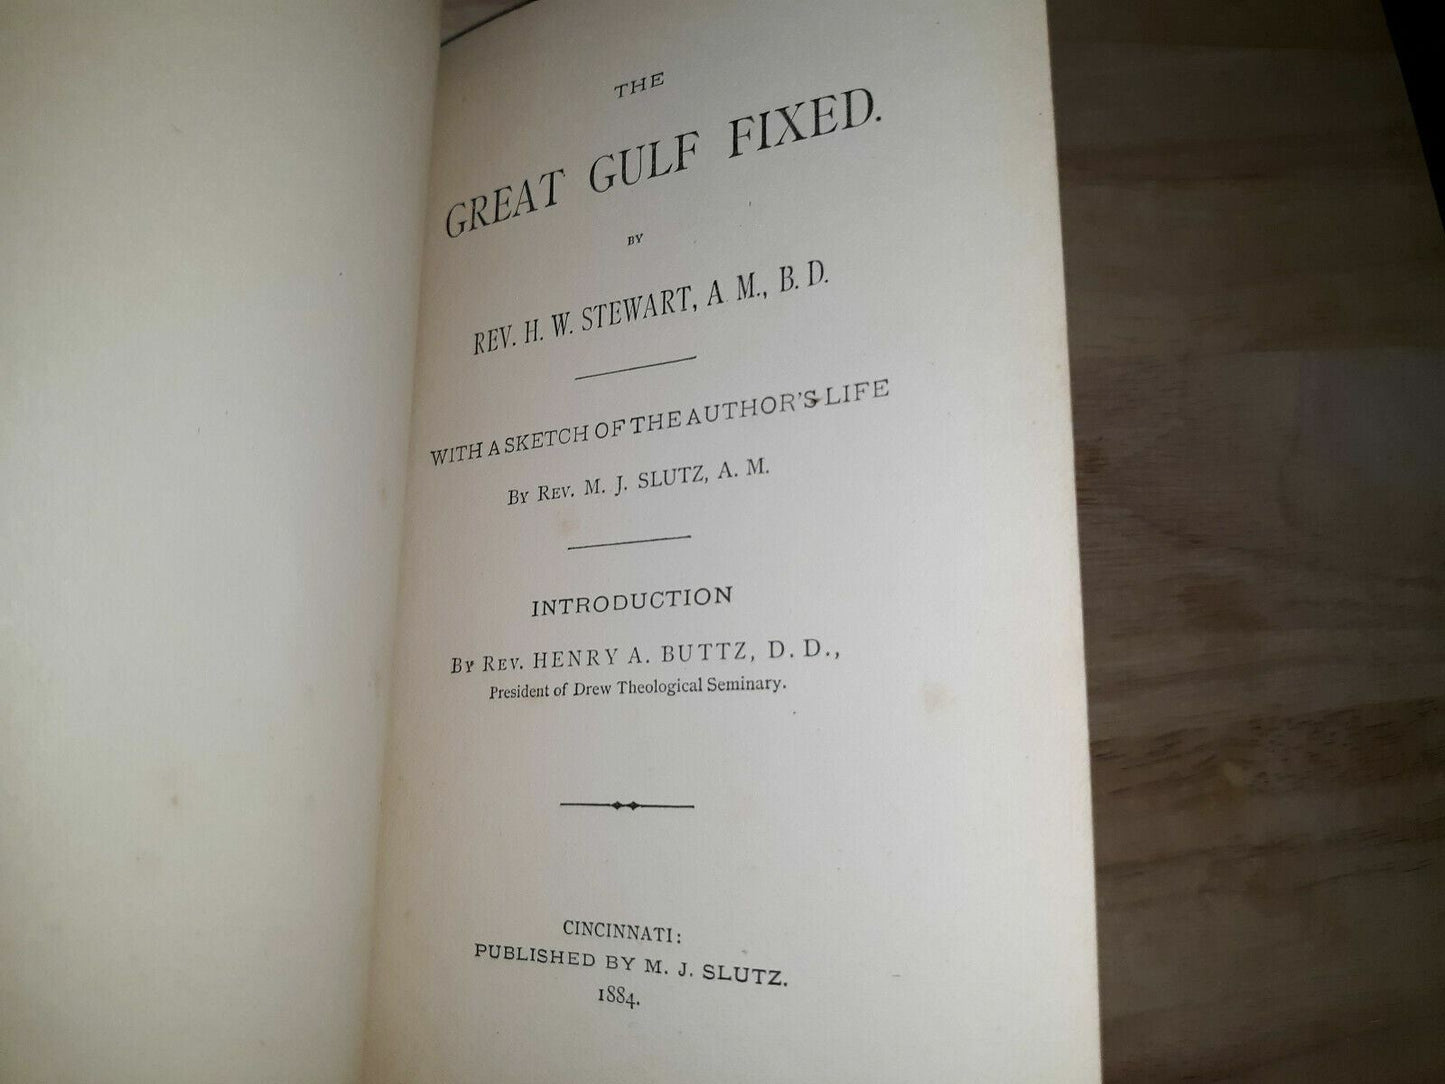 THE
GREAT GULF FIXED.
BY
REV. H. W. STEWART, A M., B. D.
WITH A SKETCH OF THE AUTHOR'S LIFE
BY REV. M. J. SLUTZ, A. M.
INTRODUCTION
BY REV. HENRY A. BUTTZ, D. D.,
President of Drew Theological Seminary.
CINCINNATI:
PUBLISHED BY M. J. SLUTZ.
1884.